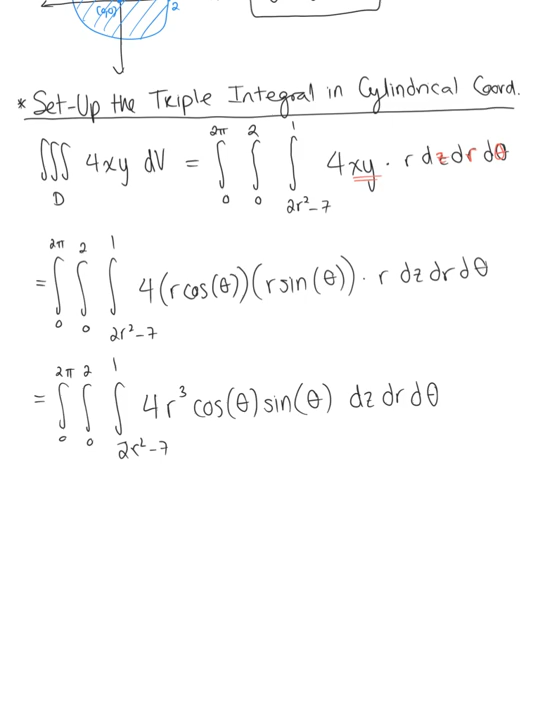 (0,0) 2
* Set-Up the Triple Integral in Cylindrical Coord.
∭_D 4xy dV = ∫_0^{2π} ∫_0^2 ∫_{2r²-7}^1 4xy · r dz dr dθ
= ∫_0^{2π} ∫_0^2 ∫_{2r²-7}^1 4(r cos(θ))(r sin(θ)) · r dz dr dθ
= ∫_0^{2π} ∫_0^2 ∫_{2r²-7}^1 4r³ cos(θ) sin(θ) dz dr dθ